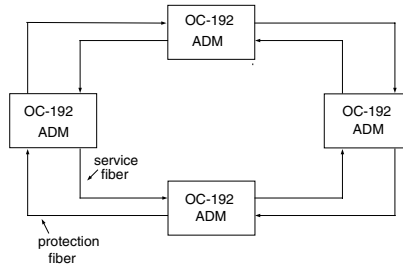 OC-192
ADM
OC-192
ADM
OC-192
ADM
service
fiber
OC-192
ADM
protection
fiber